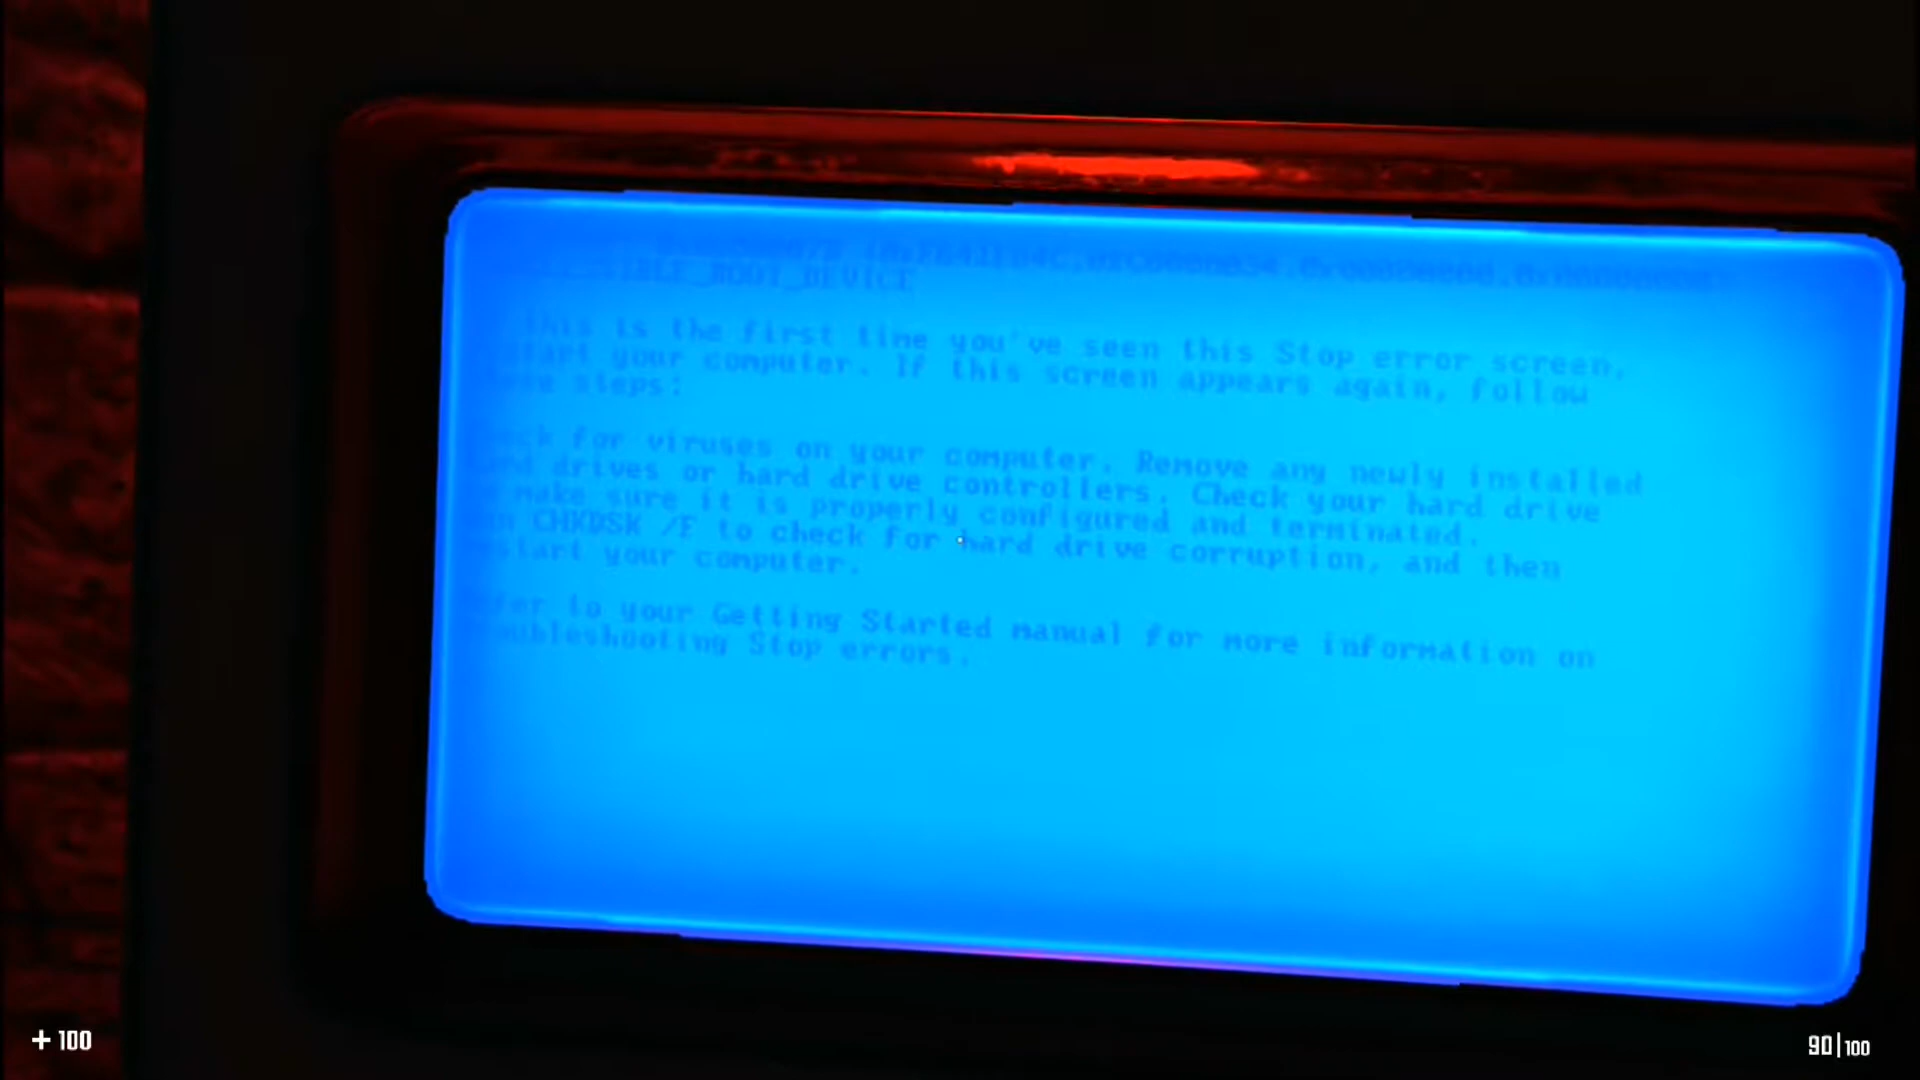 this is the first time you've seen this Stop error screen,
start your computer. If this screen appears again, follow
steps:
for viruses on your computer. Remove any newly installed
drives or hard drive controllers. Check your hard drive
make sure it is properly configured and terminated.
CHKDSK /F to check for hard drive corruption, and then
start your computer.
to your Getting Started manual for more information on
troubleshooting Stop errors.
+ 100
90|100